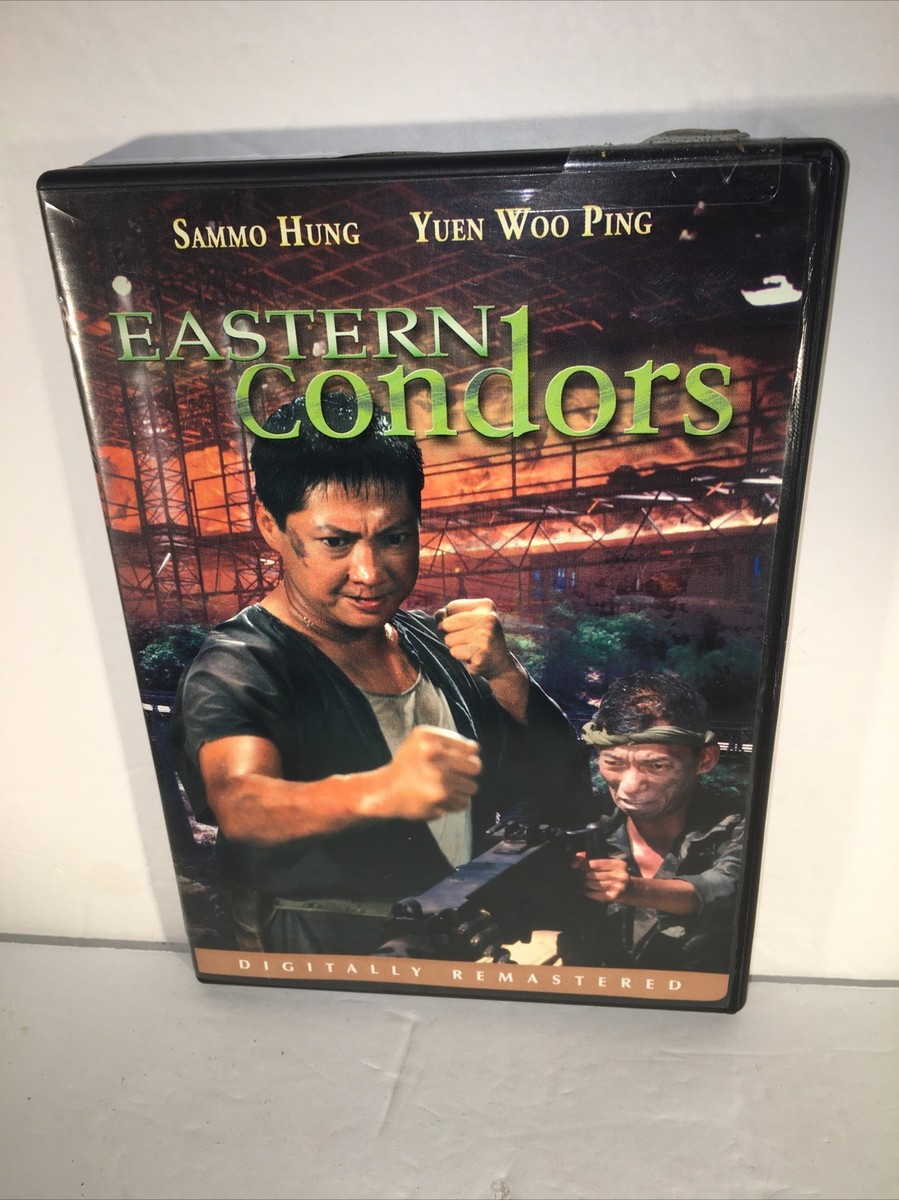 SAMMO HUNG YUEN WOO PING
EASTERN
condors
DIGITALLY REMASTERED